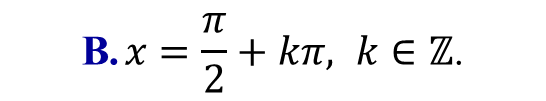 B. x = π/2 + kπ, k ∈ ℤ.